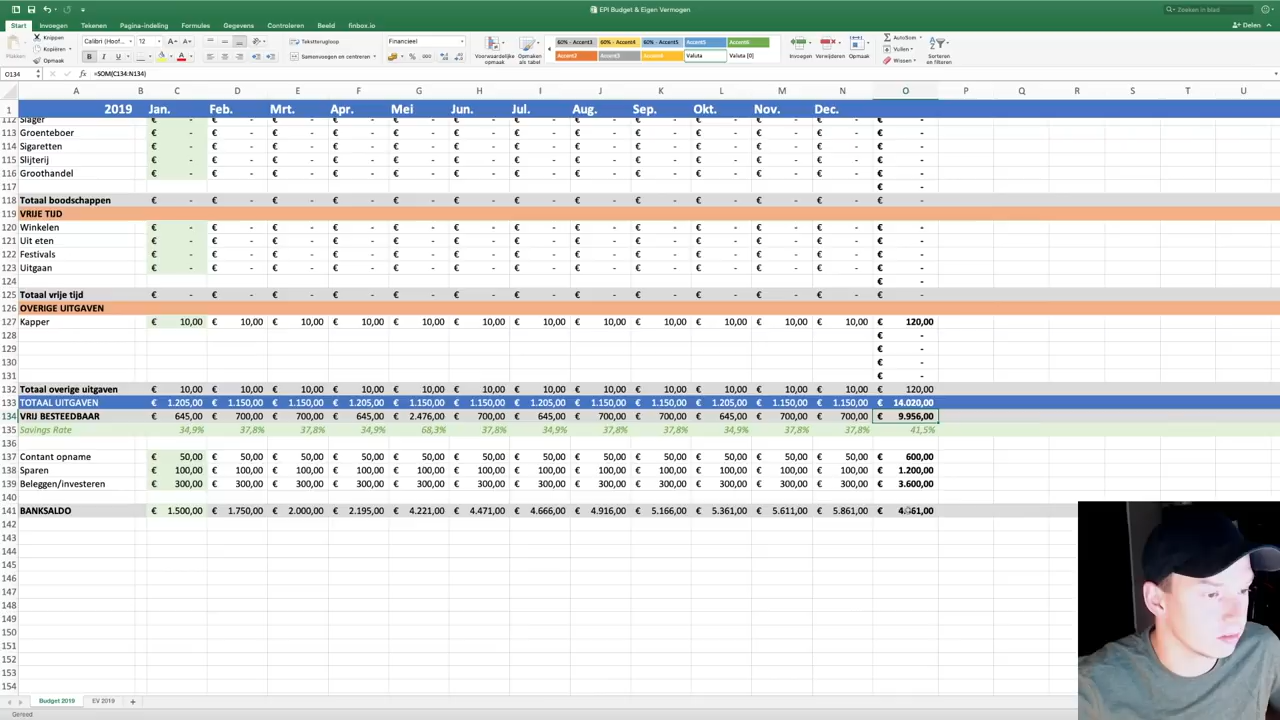 EPI Budget & Eigen Vermogen
Zoeken in blad
Start Invoegen Tekenen Pagina-indeling Formules Gegevens Controleren Beeld finbox.io Delen
Plakken Knippen Kopiëren Opmaak
Calibri (Hoof... 12
B I U
Tekstterugloop
Samenvoegen en centreren
Financieel
Voorwaardelijke opmaak
Opmaken als tabel
60% - Accent3 60% - Accent4 60% - Accent5 Accent5 Accent6
Accent2 Accent3 Accent4 Accent1 Valuta Valuta [0]
Invoegen Verwijderen Opmaak
AutoSom Vullen Wissen
Sorteren en filteren
O134 =SOM(C134:N134)
A B C D E F G H I J K L M N O P Q R S T U
1 2019 Jan. Feb. Mrt. Apr. Mei Jun. Jul. Aug. Sep. Okt. Nov. Dec.
112 Slager € - € - € - € - € - € - € - € - € - € - € - € - € -
113 Groenteboer € - € - € - € - € - € - € - € - € - € - € - € - € -
114 Sigaretten € - € - € - € - € - € - € - € - € - € - € - € - € -
115 Slijterij € - € - € - € - € - € - € - € - € - € - € - € - € -
116 Groothandel € - € - € - € - € - € - € - € - € - € - € - € - € -
117 € -
118 Totaal boodschappen € - € - € - € - € - € - € - € - € - € - € - € - € -
119 VRIJE TIJD
120 Winkelen € - € - € - € - € - € - € - € - € - € - € - € - € -
121 Uit eten € - € - € - € - € - € - € - € - € - € - € - € - € -
122 Festivals € - € - € - € - € - € - € - € - € - € - € - € - € -
123 Uitgaan € - € - € - € - € - € - € - € - € - € - € - € - € -
124 € -
125 Totaal vrije tijd € - € - € - € - € - € - € - € - € - € - € - € - € -
126 OVERIGE UITGAVEN
127 Kapper € 10,00 € 10,00 € 10,00 € 10,00 € 10,00 € 10,00 € 10,00 € 10,00 € 10,00 € 10,00 € 10,00 € 10,00 € 120,00
128 € -
129 € -
130 € -
131 € -
132 Totaal overige uitgaven € 10,00 € 10,00 € 10,00 € 10,00 € 10,00 € 10,00 € 10,00 € 10,00 € 10,00 € 10,00 € 10,00 € 10,00 € 120,00
133 TOTAAL UITGAVEN € 1.205,00 € 1.150,00 € 1.150,00 € 1.205,00 € 1.150,00 € 1.150,00 € 1.205,00 € 1.150,00 € 1.150,00 € 1.205,00 € 1.150,00 € 1.150,00 € 14.020,00
134 VRIJ BESTEEDBAAR € 645,00 € 700,00 € 700,00 € 645,00 € 2.476,00 € 700,00 € 645,00 € 700,00 € 700,00 € 645,00 € 700,00 € 700,00 € 9.956,00
135 Savings Rate 34,9% 37,8% 37,8% 34,9% 68,3% 37,8% 34,9% 37,8% 37,8% 34,9% 37,8% 37,8% 41,5%
136
137 Contant opname € 50,00 € 50,00 € 50,00 € 50,00 € 50,00 € 50,00 € 50,00 € 50,00 € 50,00 € 50,00 € 50,00 € 50,00 € 600,00
138 Sparen € 100,00 € 100,00 € 100,00 € 100,00 € 100,00 € 100,00 € 100,00 € 100,00 € 100,00 € 100,00 € 100,00 € 100,00 € 1.200,00
139 Beleggen/investeren € 300,00 € 300,00 € 300,00 € 300,00 € 300,00 € 300,00 € 300,00 € 300,00 € 300,00 € 300,00 € 300,00 € 300,00 € 3.600,00
140
141 BANKSALDO € 1.500,00 € 1.750,00 € 2.000,00 € 2.195,00 € 4.221,00 € 4.471,00 € 4.666,00 € 4.916,00 € 5.166,00 € 5.361,00 € 5.611,00 € 5.861,00 €
142
143
144
145
146
147
148
149
150
151
152
153
154
Budget 2019 EV 2019
Gereed